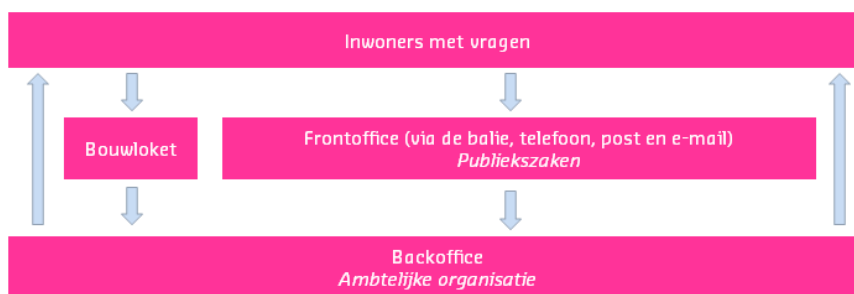 Inwoners met vragen
Bouwloket
Frontoffice (via de balie, telefoon, post en e-mail)
Publiekszaken
Backoffice
Ambtelijke organisatie